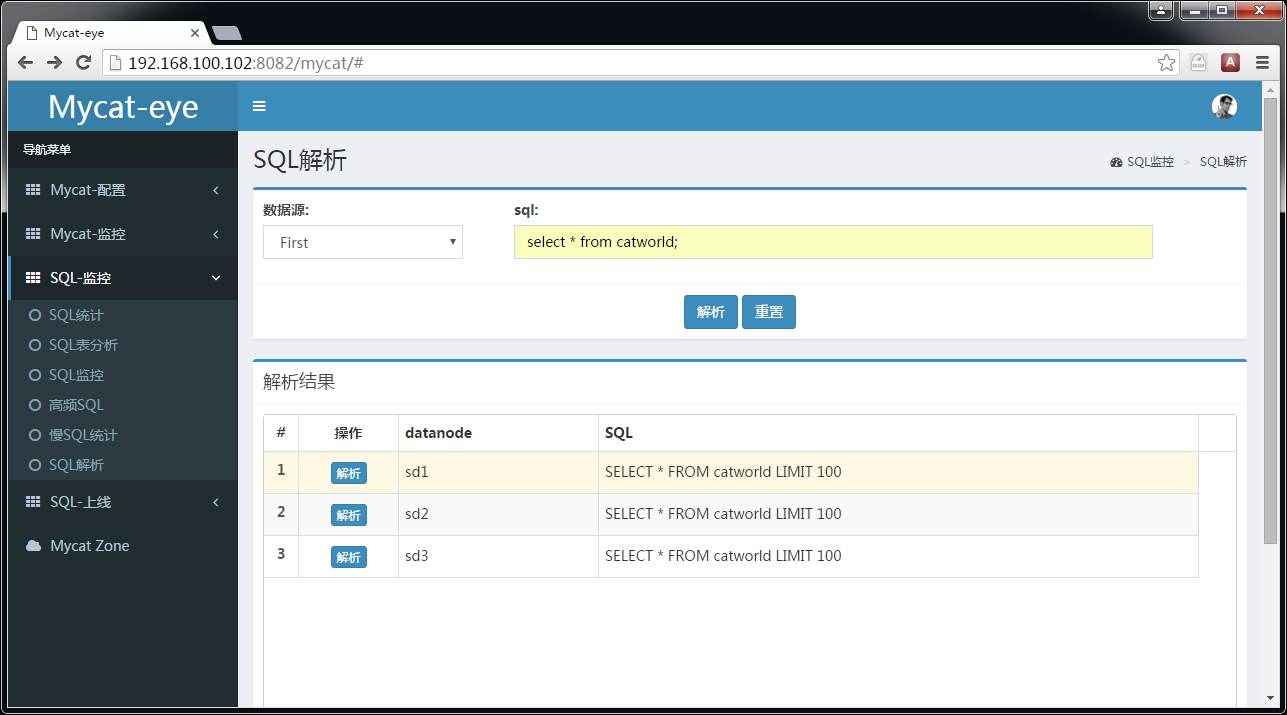 Mycat-eye
192.168.100.102:8082/mycat/#
A
Mycat-eye
导航菜单
Mycat-配置
Mycat-监控
SQL-监控
SQL统计
SQL表分析
SQL监控
高频SQL
慢SQL统计
SQL解析
SQL-上线
Mycat Zone
SQL解析
SQL监控 > SQL解析
数据源: sql:
First select * from catworld;
解析 重置
解析结果
# 操作 datanode SQL
1 解析 sd1 SELECT * FROM catworld LIMIT 100
2 解析 sd2 SELECT * FROM catworld LIMIT 100
3 解析 sd3 SELECT * FROM catworld LIMIT 100